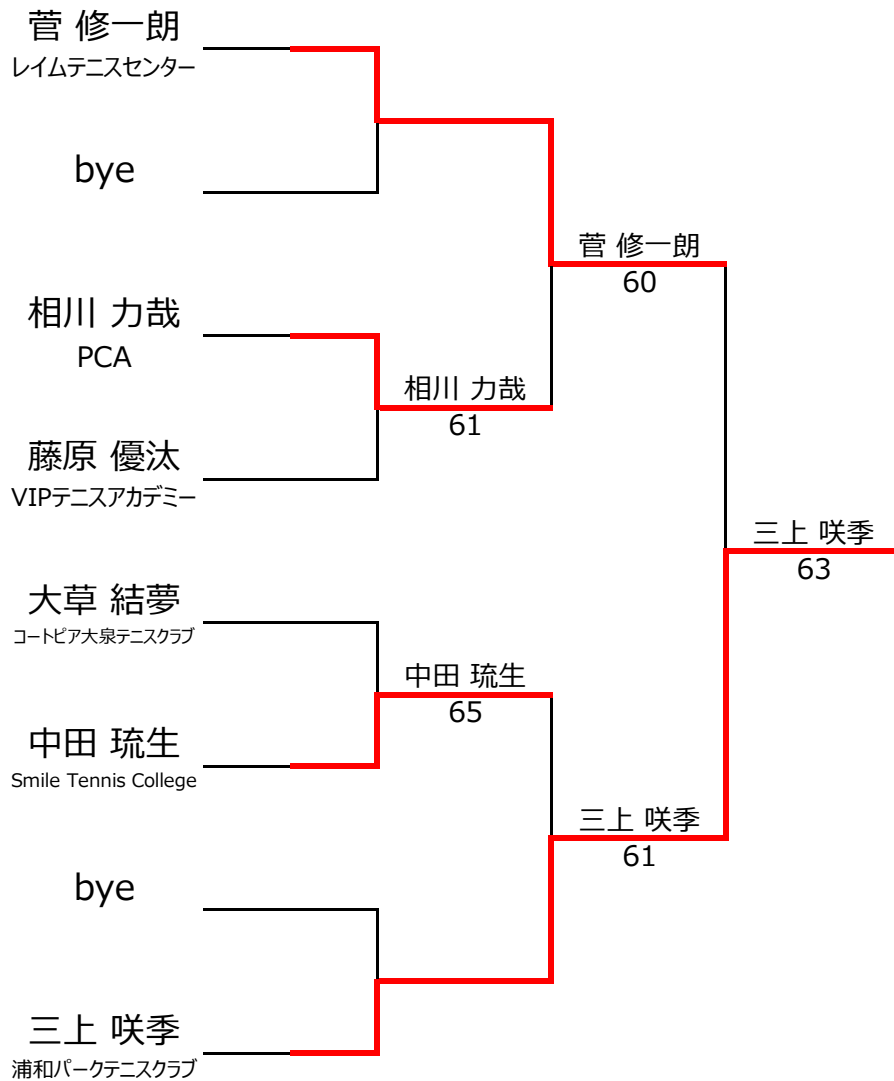 菅 修一朗
レイムテニスセンター
bye
相川 力哉
PCA
藤原 優汰
VIPテニスアカデミー
大草 結夢
コートピア大泉テニスクラブ
中田 琉生
Smile Tennis College
bye
三上 咲季
浦和パークテニスクラブ
相川 力哉
61
中田 琉生
65
菅 修一朗
60
三上 咲季
61
三上 咲季
63